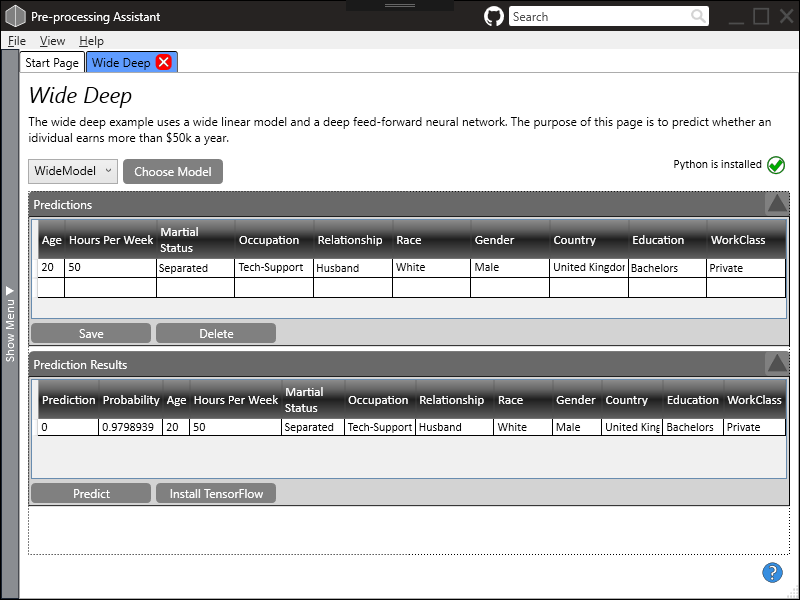 Pre-processing Assistant
Search
File View Help
Start Page Wide Deep
Wide Deep
The wide deep example uses a wide linear model and a deep feed-forward neural network. The purpose of this page is to predict whether an
idividual earns more than $50k a year.
WideModel Choose Model
Python is installed
Predictions
Age Hours Per Week Martial Status Occupation Relationship Race Gender Country Education WorkClass
20 50 Separated Tech-Support Husband White Male United Kingdor Bachelors Private
Save Delete
Show Menu
Prediction Results
Prediction Probability Age Hours Per Week Martial Status Occupation Relationship Race Gender Country Education WorkClass
0 0.9798939 20 50 Separated Tech-Support Husband White Male United King Bachelors Private
Predict Install TensorFlow
?